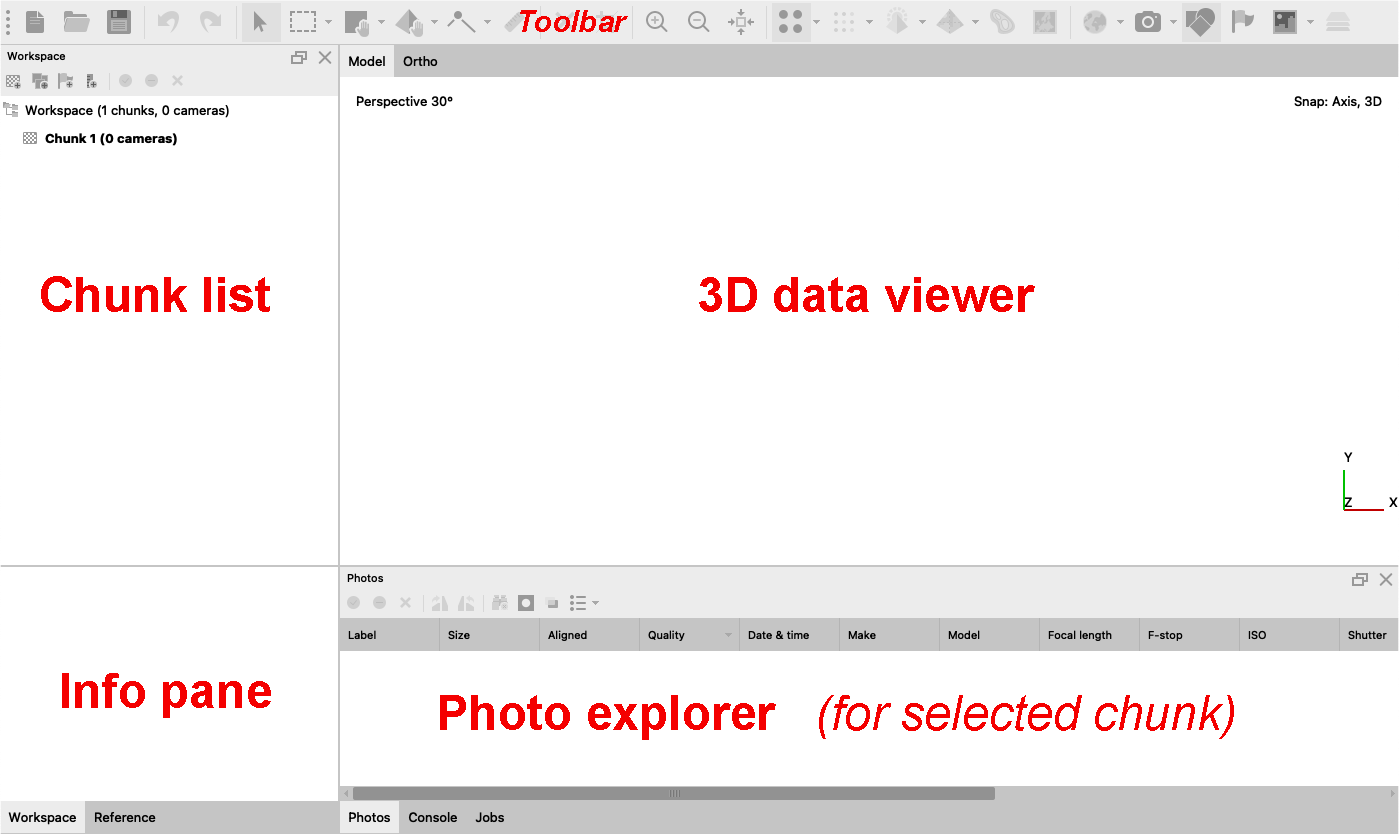 Toolbar
Workspace
Model Ortho
Perspective 30°
Snap: Axis, 3D
Workspace (1 chunks, 0 cameras)
Chunk 1 (0 cameras)
Chunk list
3D data viewer
Y
Z X
Photos
Label Size Aligned Quality Date & time Make Model Focal length F-stop ISO Shutter
Info pane
Photo explorer (for selected chunk)
Workspace Reference
Photos Console Jobs